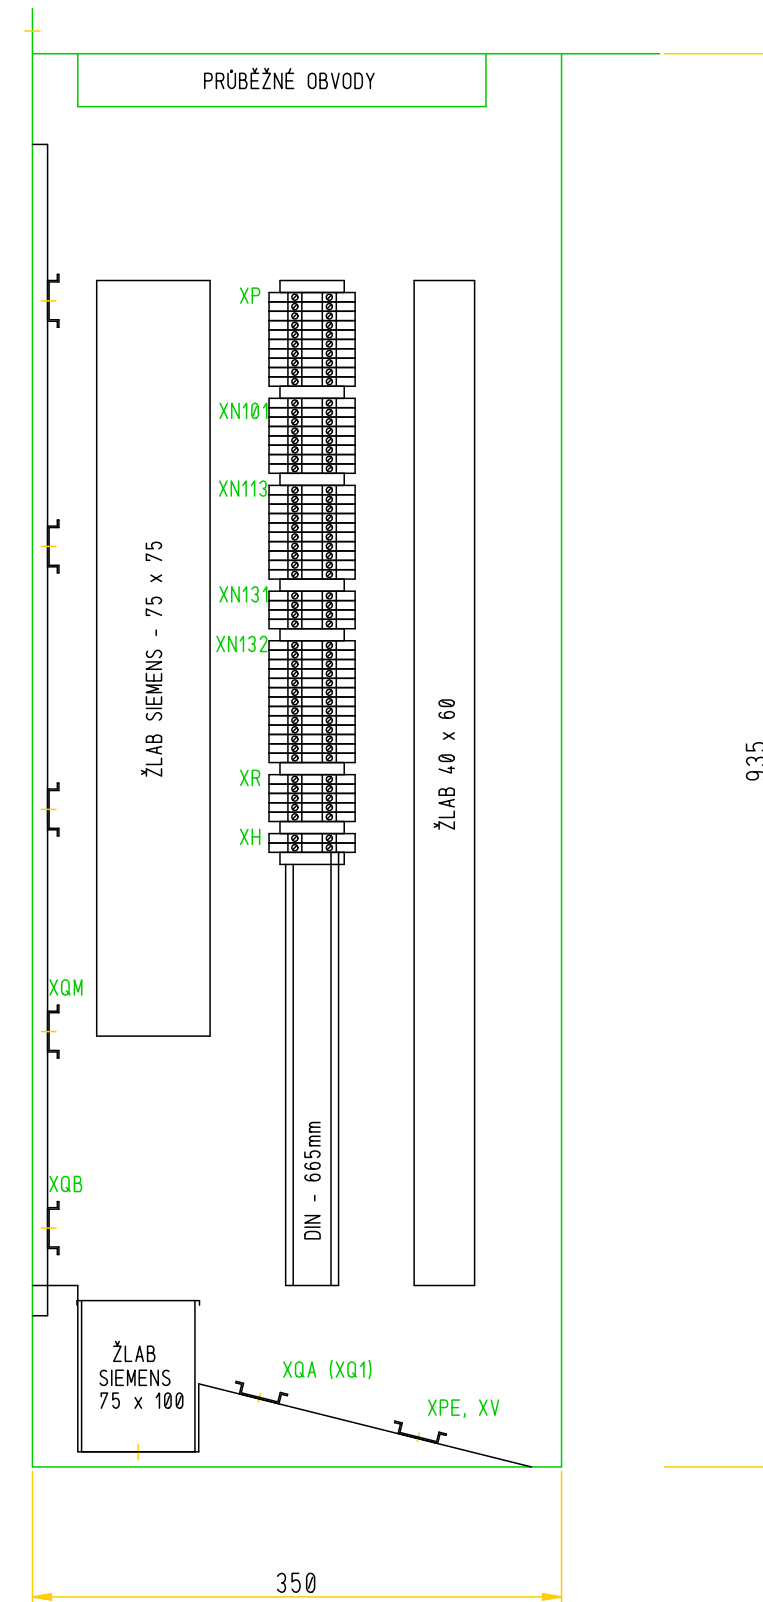 PRŮBĚŽNÉ OBVODY
XP
XN101
XN113
XN131
XN132
XR
XH
ŽLAB SIEMENS - 75 x 75
ŽLAB 40 x 60
935
XQM
XQB
DIN - 665mm
ŽLAB
SIEMENS
75 x 100
XQA (XQ1)
XPE, XV
350